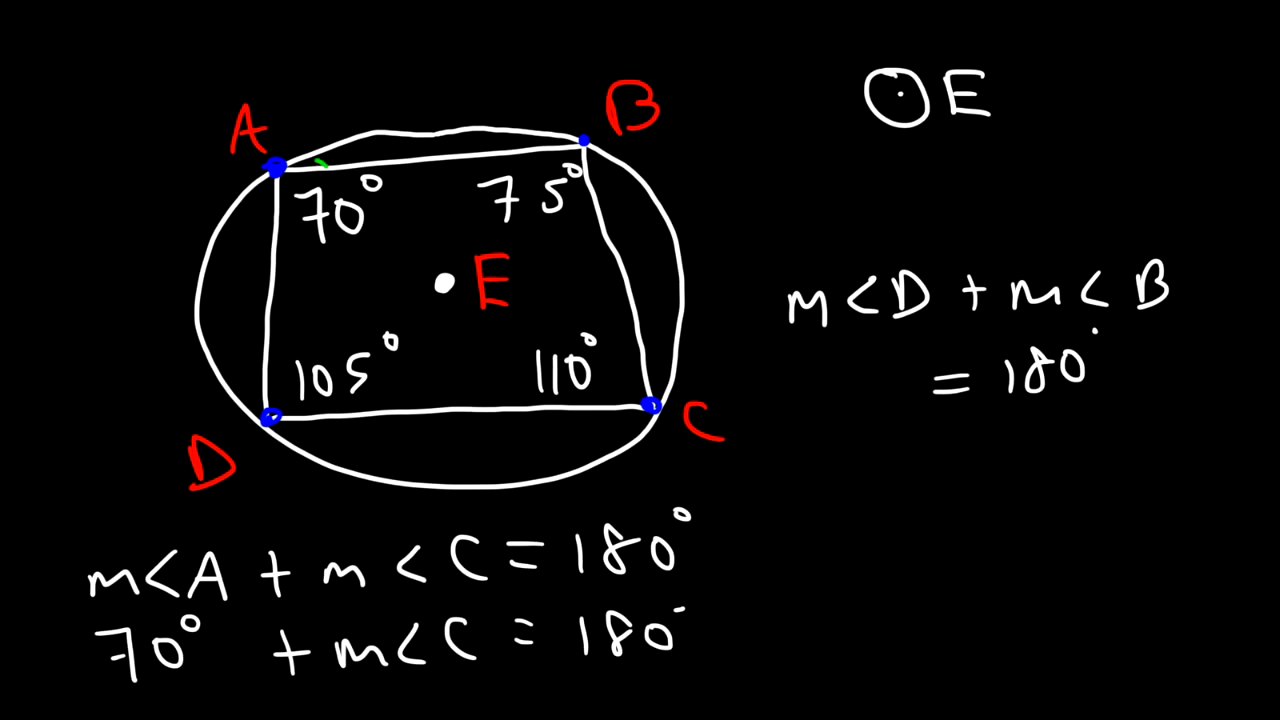 A
B
⊙E
70°
75°
E
m<D + m<B
= 180°
105°
110°
D
C
m<A + m<C = 180°
70° + m<C = 180°